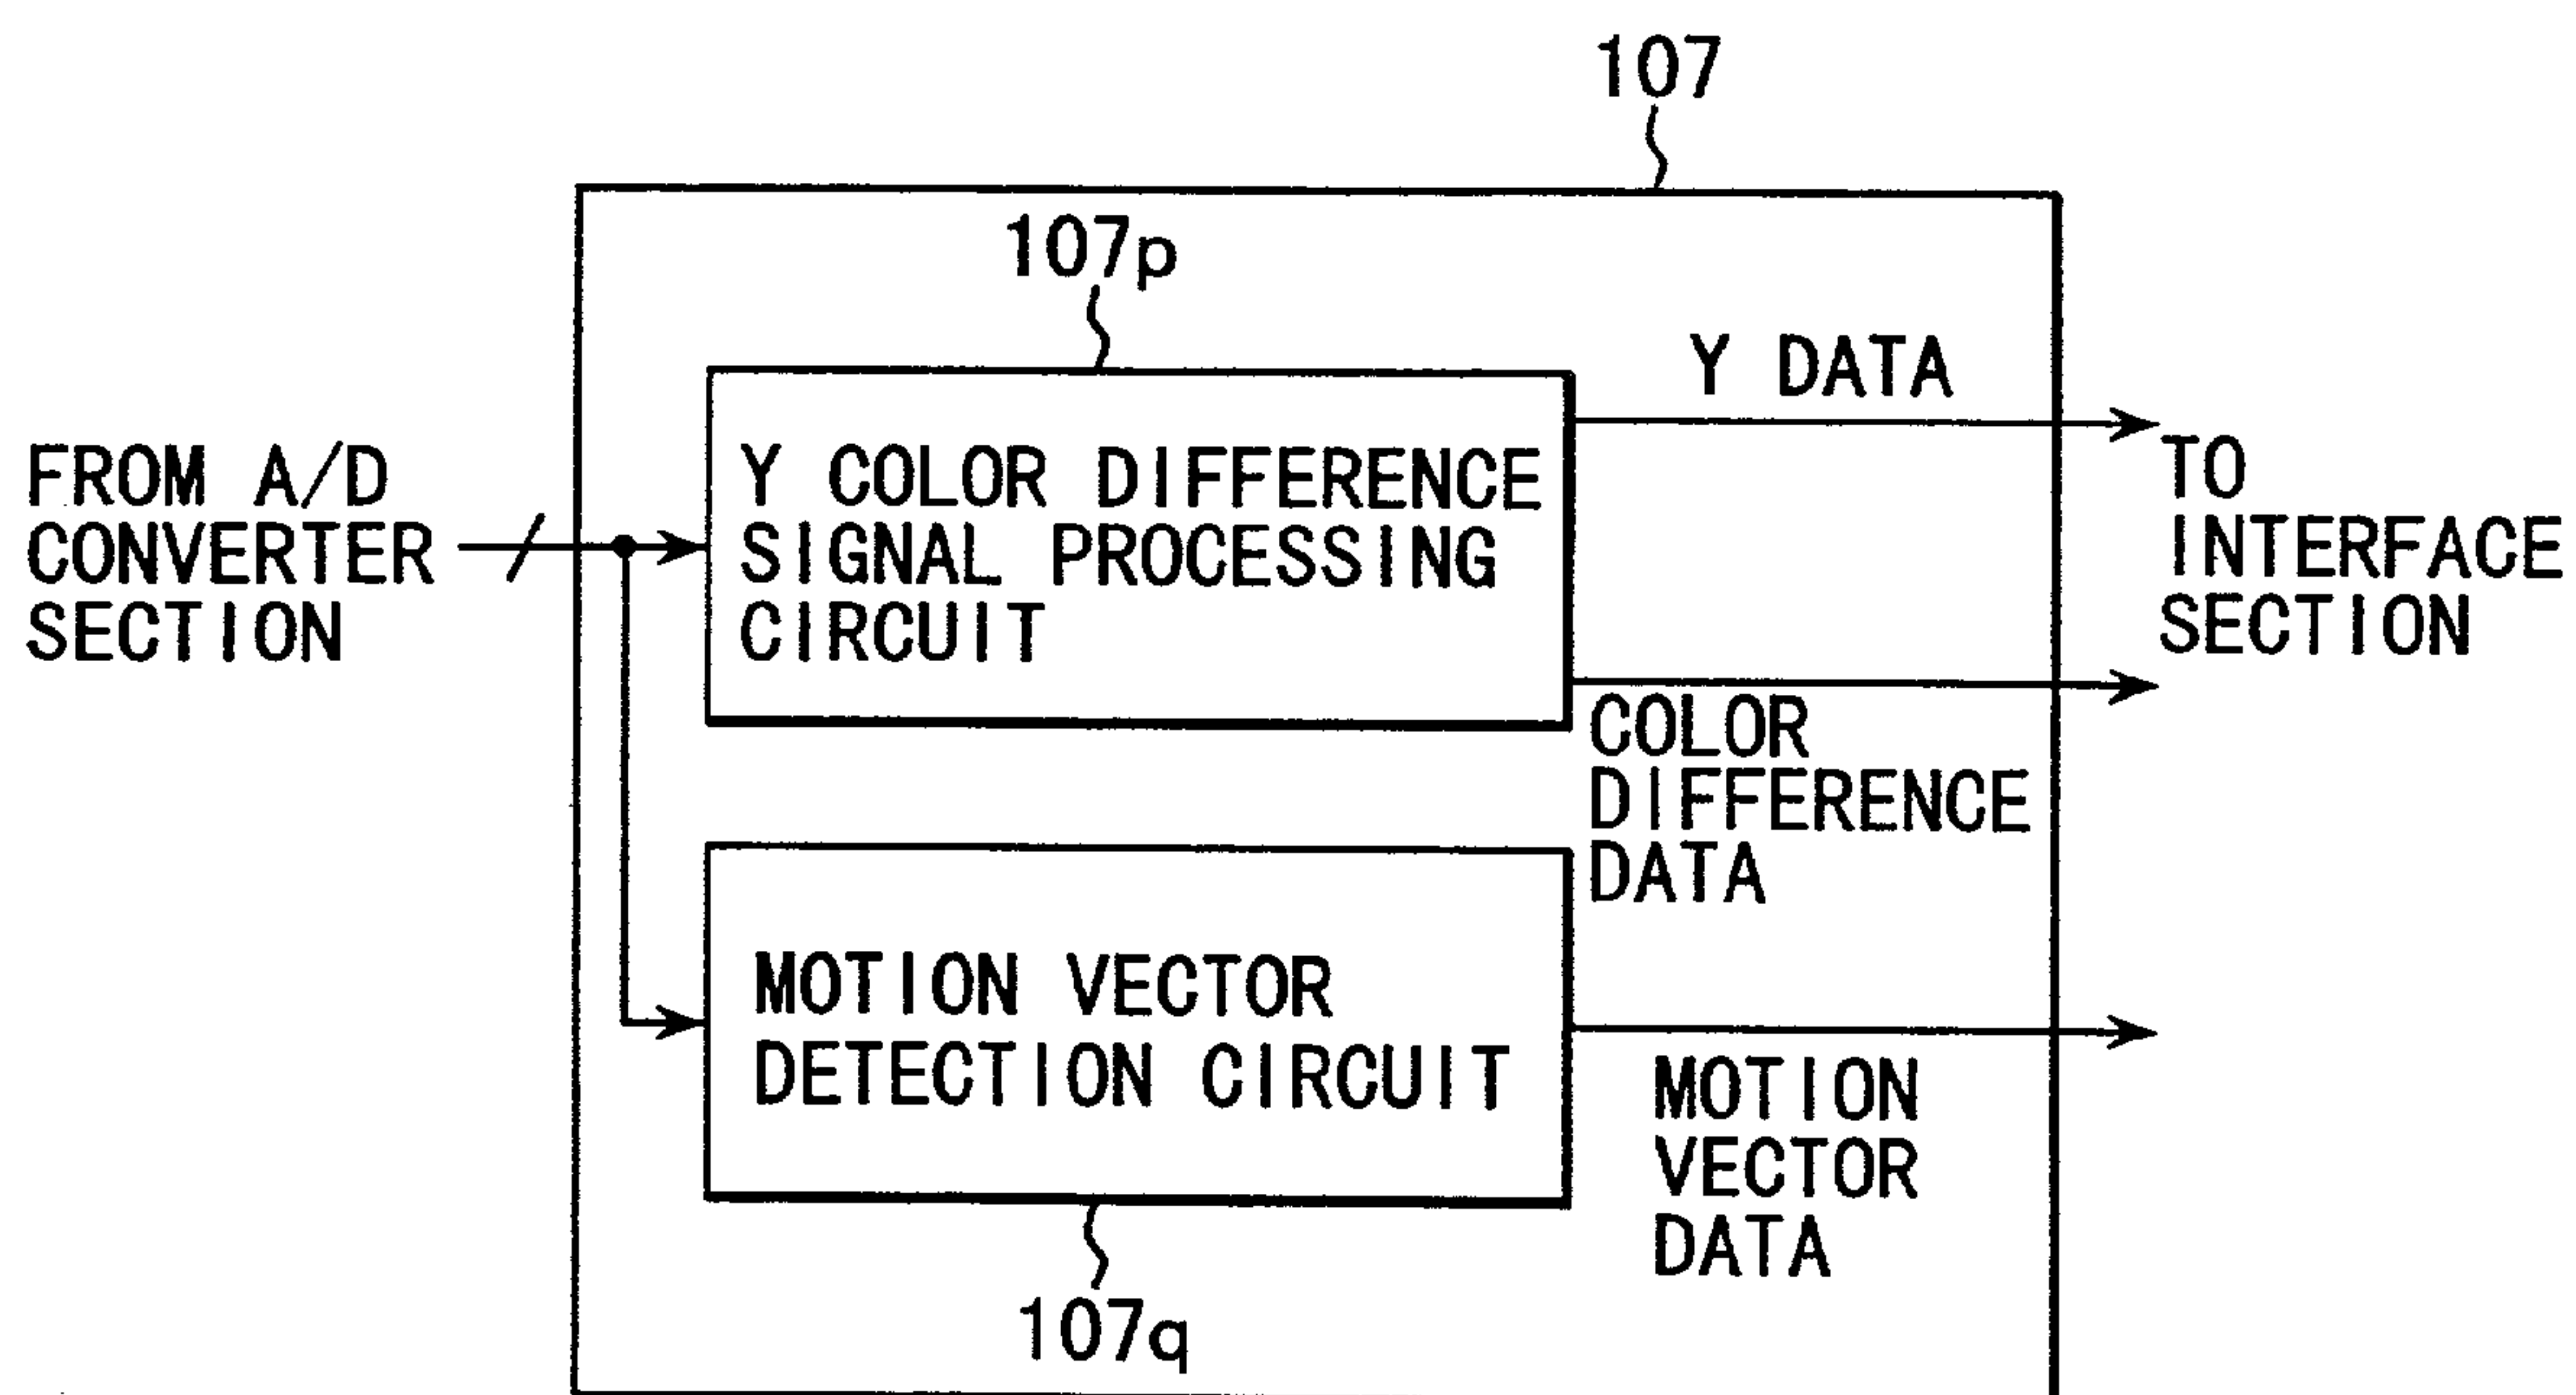 107
107p
Y DATA
FROM A/D
CONVERTER
SECTION
Y COLOR DIFFERENCE
SIGNAL PROCESSING
CIRCUIT
TO
INTERFACE
SECTION
COLOR
DIFFERENCE
DATA
MOTION VECTOR
DETECTION CIRCUIT
MOTION
VECTOR
DATA
107q